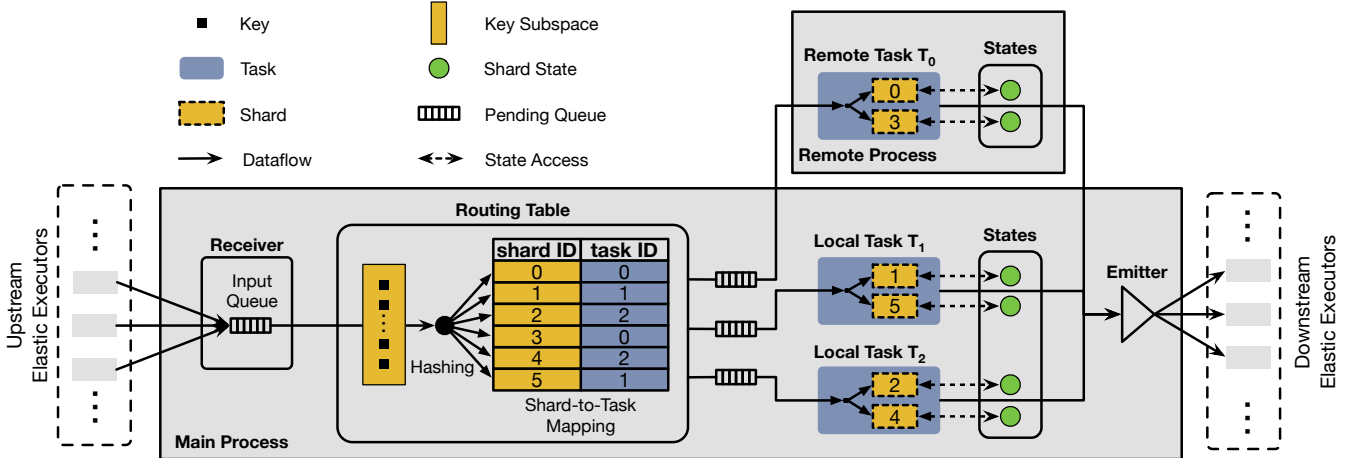 Key
Key Subspace
Task
Shard State
Shard
Pending Queue
Dataflow
State Access
Remote Task T0
States
0
3
Remote Process
Upstream
Elastic Executors
Receiver
Input
Queue
Routing Table
Hashing
shard ID task ID
0 0
1 1
2 2
3 0
4 2
5 1
Shard-to-Task
Mapping
Local Task T1
States
1
5
Local Task T2
2
4
Emitter
Downstream
Elastic Executors
Main Process